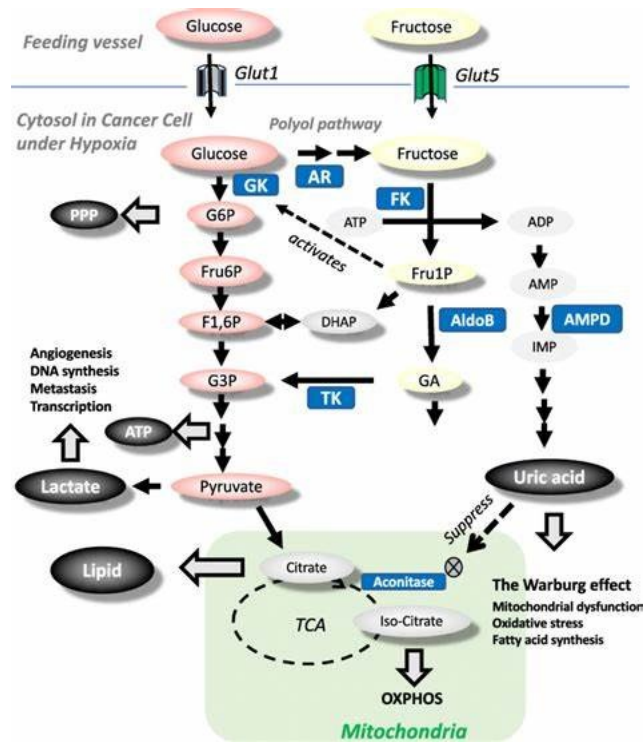 Feeding vessel
Glucose
Fructose
Glut1
Glut5
Cytosol in Cancer Cell
under Hypoxia
Polyol pathway
Glucose
AR
Fructose
GK
FK
PPP
G6P
ATP
ADP
activates
Fru6P
Fru1P
AMP
F1,6P
DHAP
AldoB
AMPD
IMP
Angiogenesis
DNA synthesis
Metastasis
Transcription
G3P
TK
GA
ATP
Lactate
Pyruvate
Uric acid
Suppress
Lipid
Citrate
Aconitase
The Warburg effect
Mitochondrial dysfunction
Oxidative stress
Fatty acid synthesis
TCA
Iso-Citrate
OXPHOS
Mitochondria